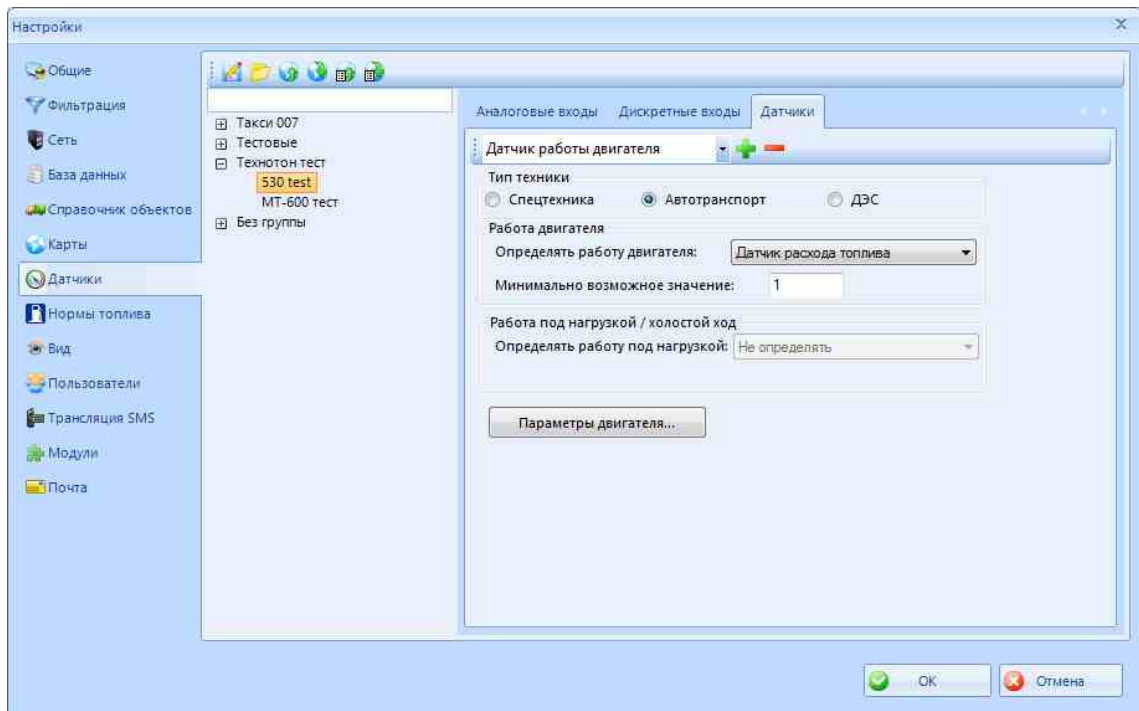 Настройки
Общие
Фильтрация
Сеть
База данных
Справочник объектов
Карты
Датчики
Нормы топлива
Вид
Пользователи
Трансляция SMS
Модули
Почта
Такси 007
Тестовые
Технотон тест
530 test
МТ-600 тест
Без группы
Аналоговые входы Дискретные входы Датчики
Датчик работы двигателя
Тип техники
Спецтехника Автотранспорт ДЭС
Работа двигателя
Определять работу двигателя: Датчик расхода топлива
Минимально возможное значение: 1
Работа под нагрузкой / холостой ход
Определять работу под нагрузкой: Не определять
Параметры двигателя...
ОК Отмена